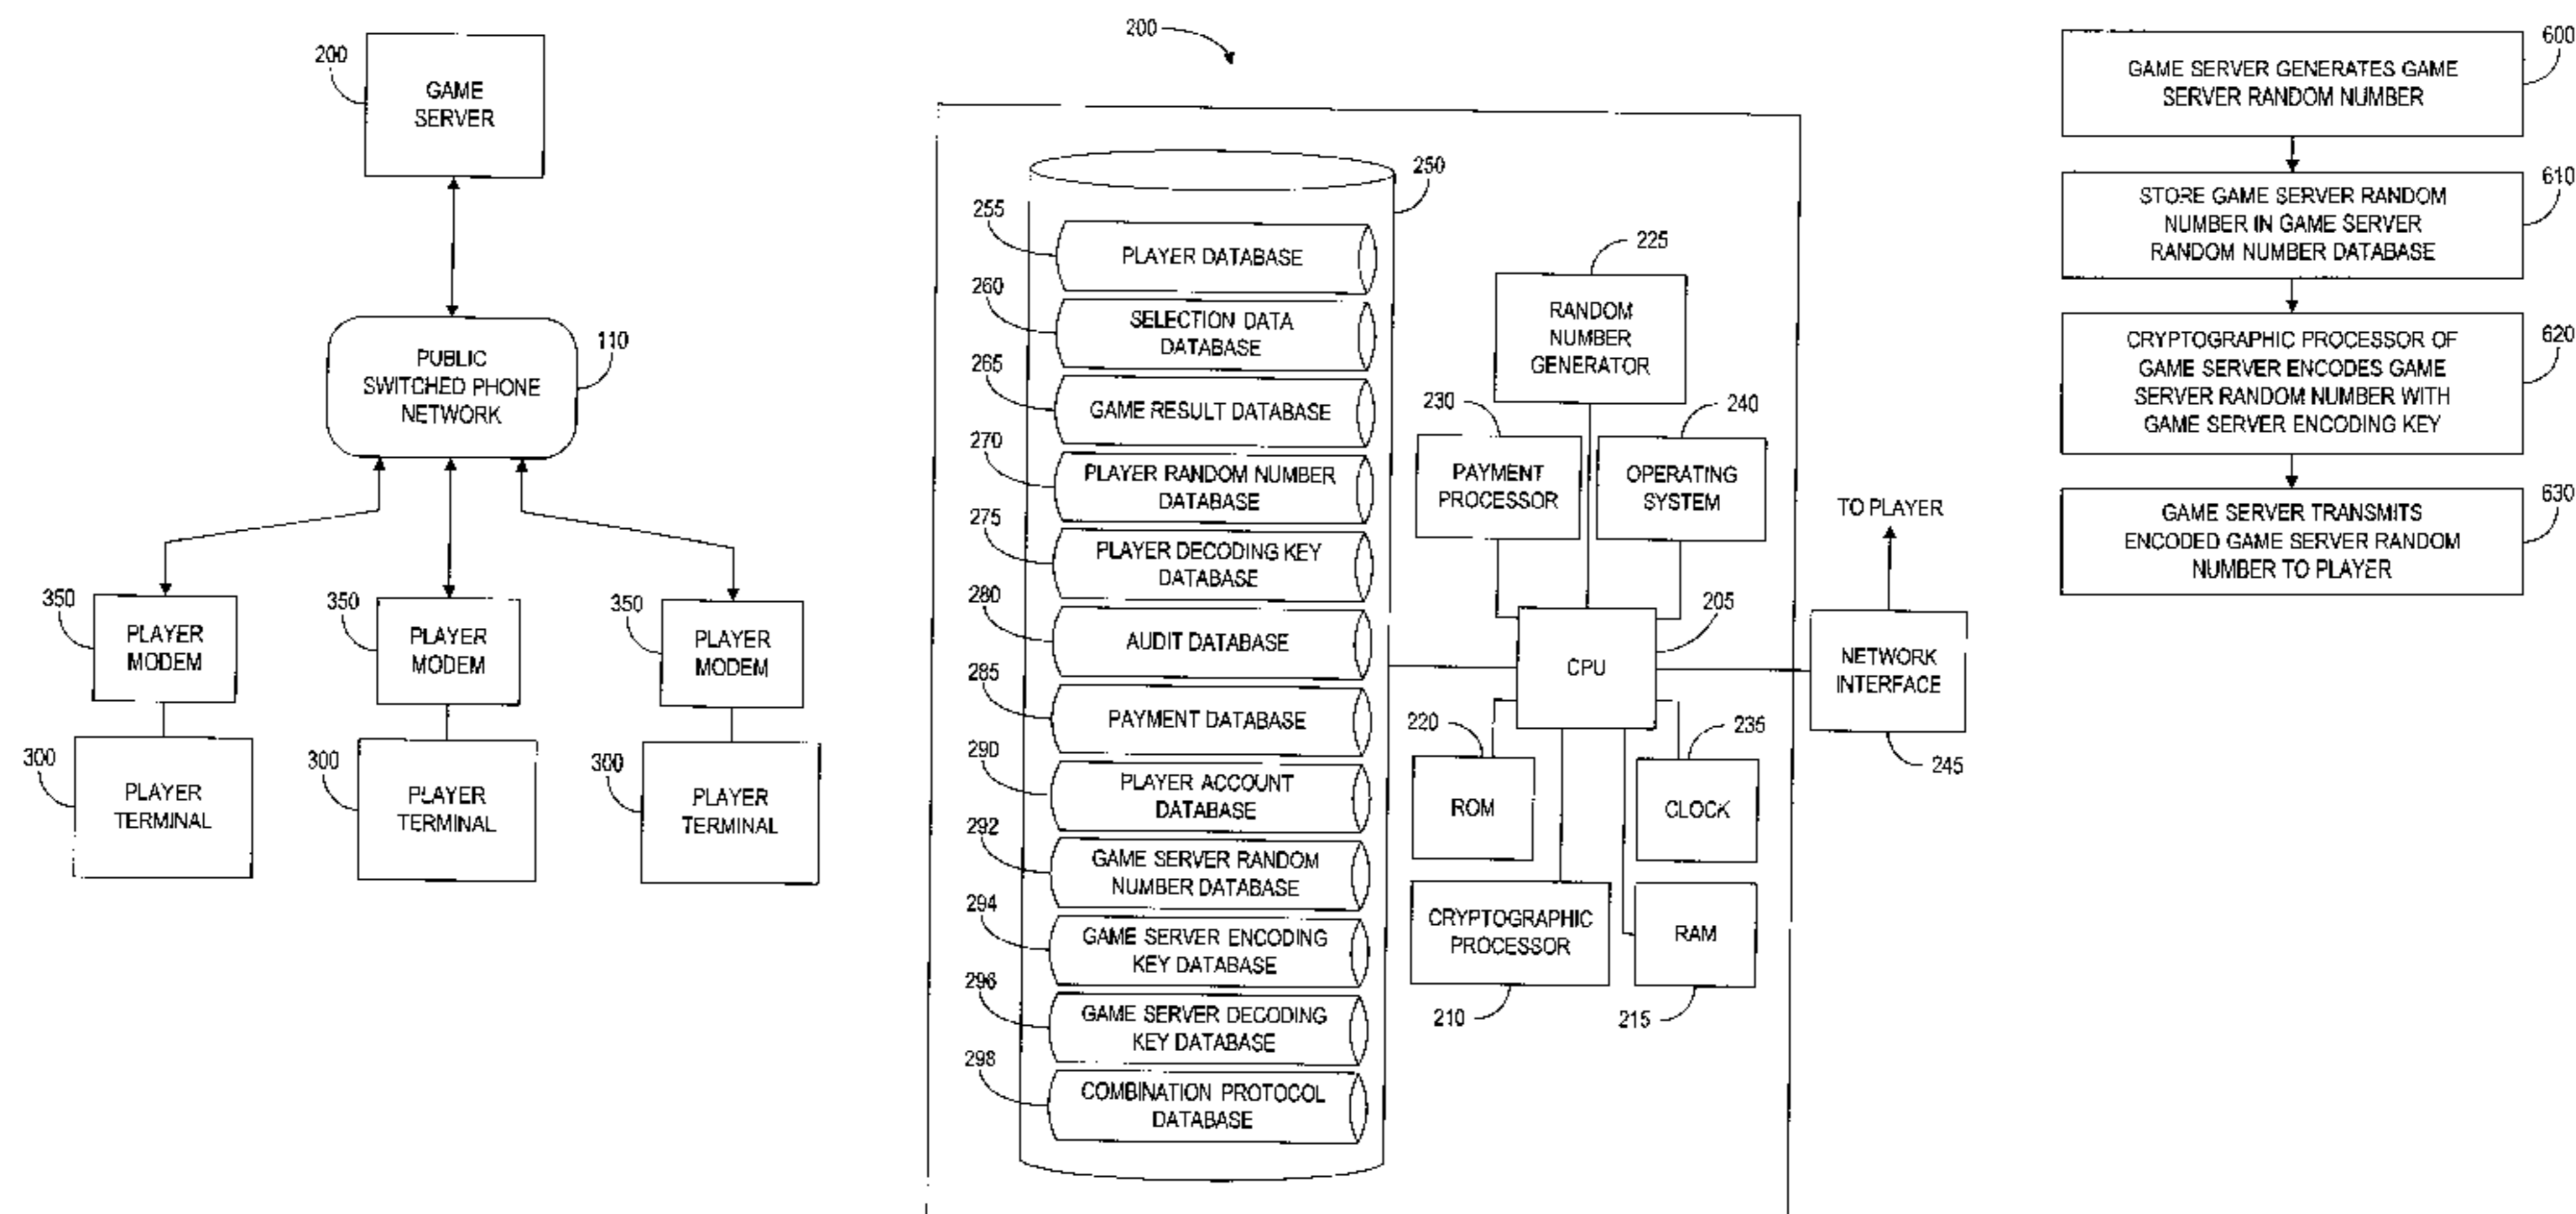 200
GAME
SERVER
PUBLIC
SWITCHED PHONE
NETWORK
110
350
PLAYER
MODEM
350
PLAYER
MODEM
350
PLAYER
MODEM
300
PLAYER
TERMINAL
300
PLAYER
TERMINAL
300
PLAYER
TERMINAL
200
250
255
PLAYER DATABASE
260
SELECTION DATA
DATABASE
265
GAME RESULT DATABASE
270
PLAYER RANDOM NUMBER
DATABASE
275
PLAYER DECODING KEY
DATABASE
280
AUDIT DATABASE
285
PAYMENT DATABASE
290
PLAYER ACCOUNT
DATABASE
292
GAME SERVER RANDOM
NUMBER DATABASE
294
GAME SERVER ENCODING
KEY DATABASE
296
GAME SERVER DECODING
KEY DATABASE
298
COMBINATION PROTOCOL
DATABASE
225
RANDOM
NUMBER
GENERATOR
230
PAYMENT
PROCESSOR
240
OPERATING
SYSTEM
205
CPU
TO PLAYER
NETWORK
INTERFACE
245
220
ROM
235
CLOCK
CRYPTOGRAPHIC
PROCESSOR
210
RAM
215
600
GAME SERVER GENERATES GAME
SERVER RANDOM NUMBER
610
STORE GAME SERVER RANDOM
NUMBER IN GAME SERVER
RANDOM NUMBER DATABASE
620
CRYPTOGRAPHIC PROCESSOR OF
GAME SERVER ENCODES GAME
SERVER RANDOM NUMBER WITH
GAME SERVER ENCODING KEY
630
GAME SERVER TRANSMITS
ENCODED GAME SERVER RANDOM
NUMBER TO PLAYER